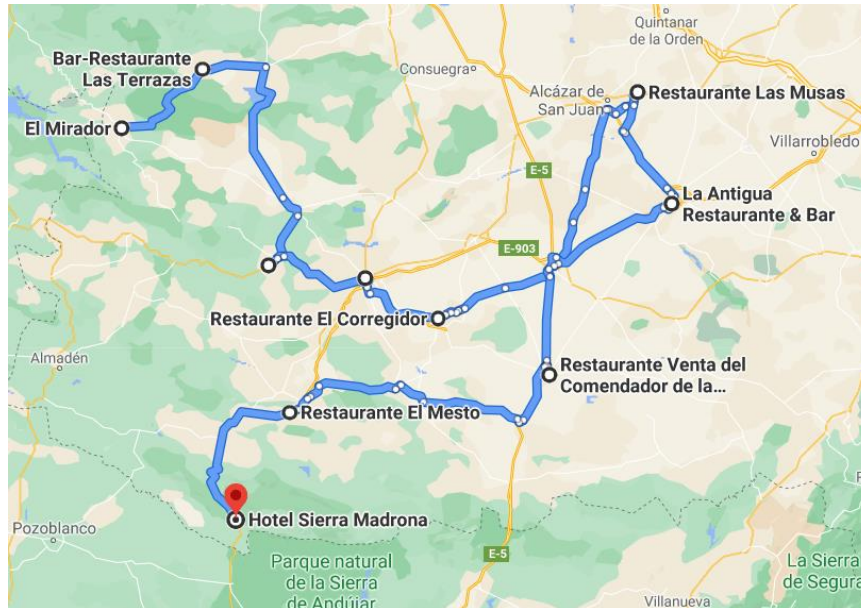 Quintanar
de la Orden
Bar-Restaurante
Las Terrazas
Consuegra
Alcázar de
San Juan
Restaurante Las Musas
El Mirador
Villarrobledo
E-5
La Antigua
Restaurante & Bar
E-903
Restaurante El Corregidor
Almadén
Restaurante Venta del
Comendador de la...
Restaurante El Mesto
Hotel Sierra Madrona
Pozoblanco
Parque natural
de la Sierra
de Andújar
E-5
La Sierra
de Segura
Villanueva